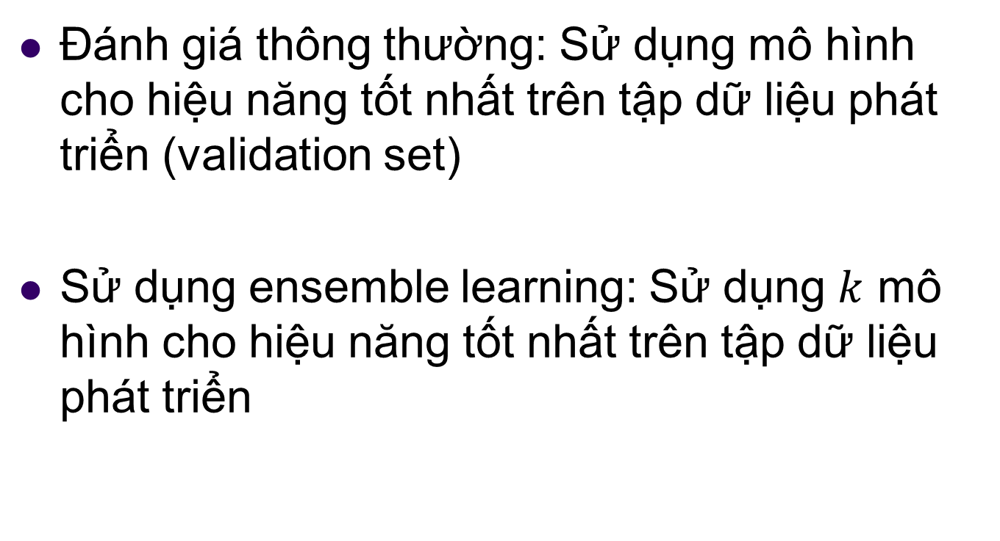 ● Đánh giá thông thường: Sử dụng mô hình
cho hiệu năng tốt nhất trên tập dữ liệu phát
triển (validation set)
● Sử dụng ensemble learning: Sử dụng k mô
hình cho hiệu năng tốt nhất trên tập dữ liệu
phát triển